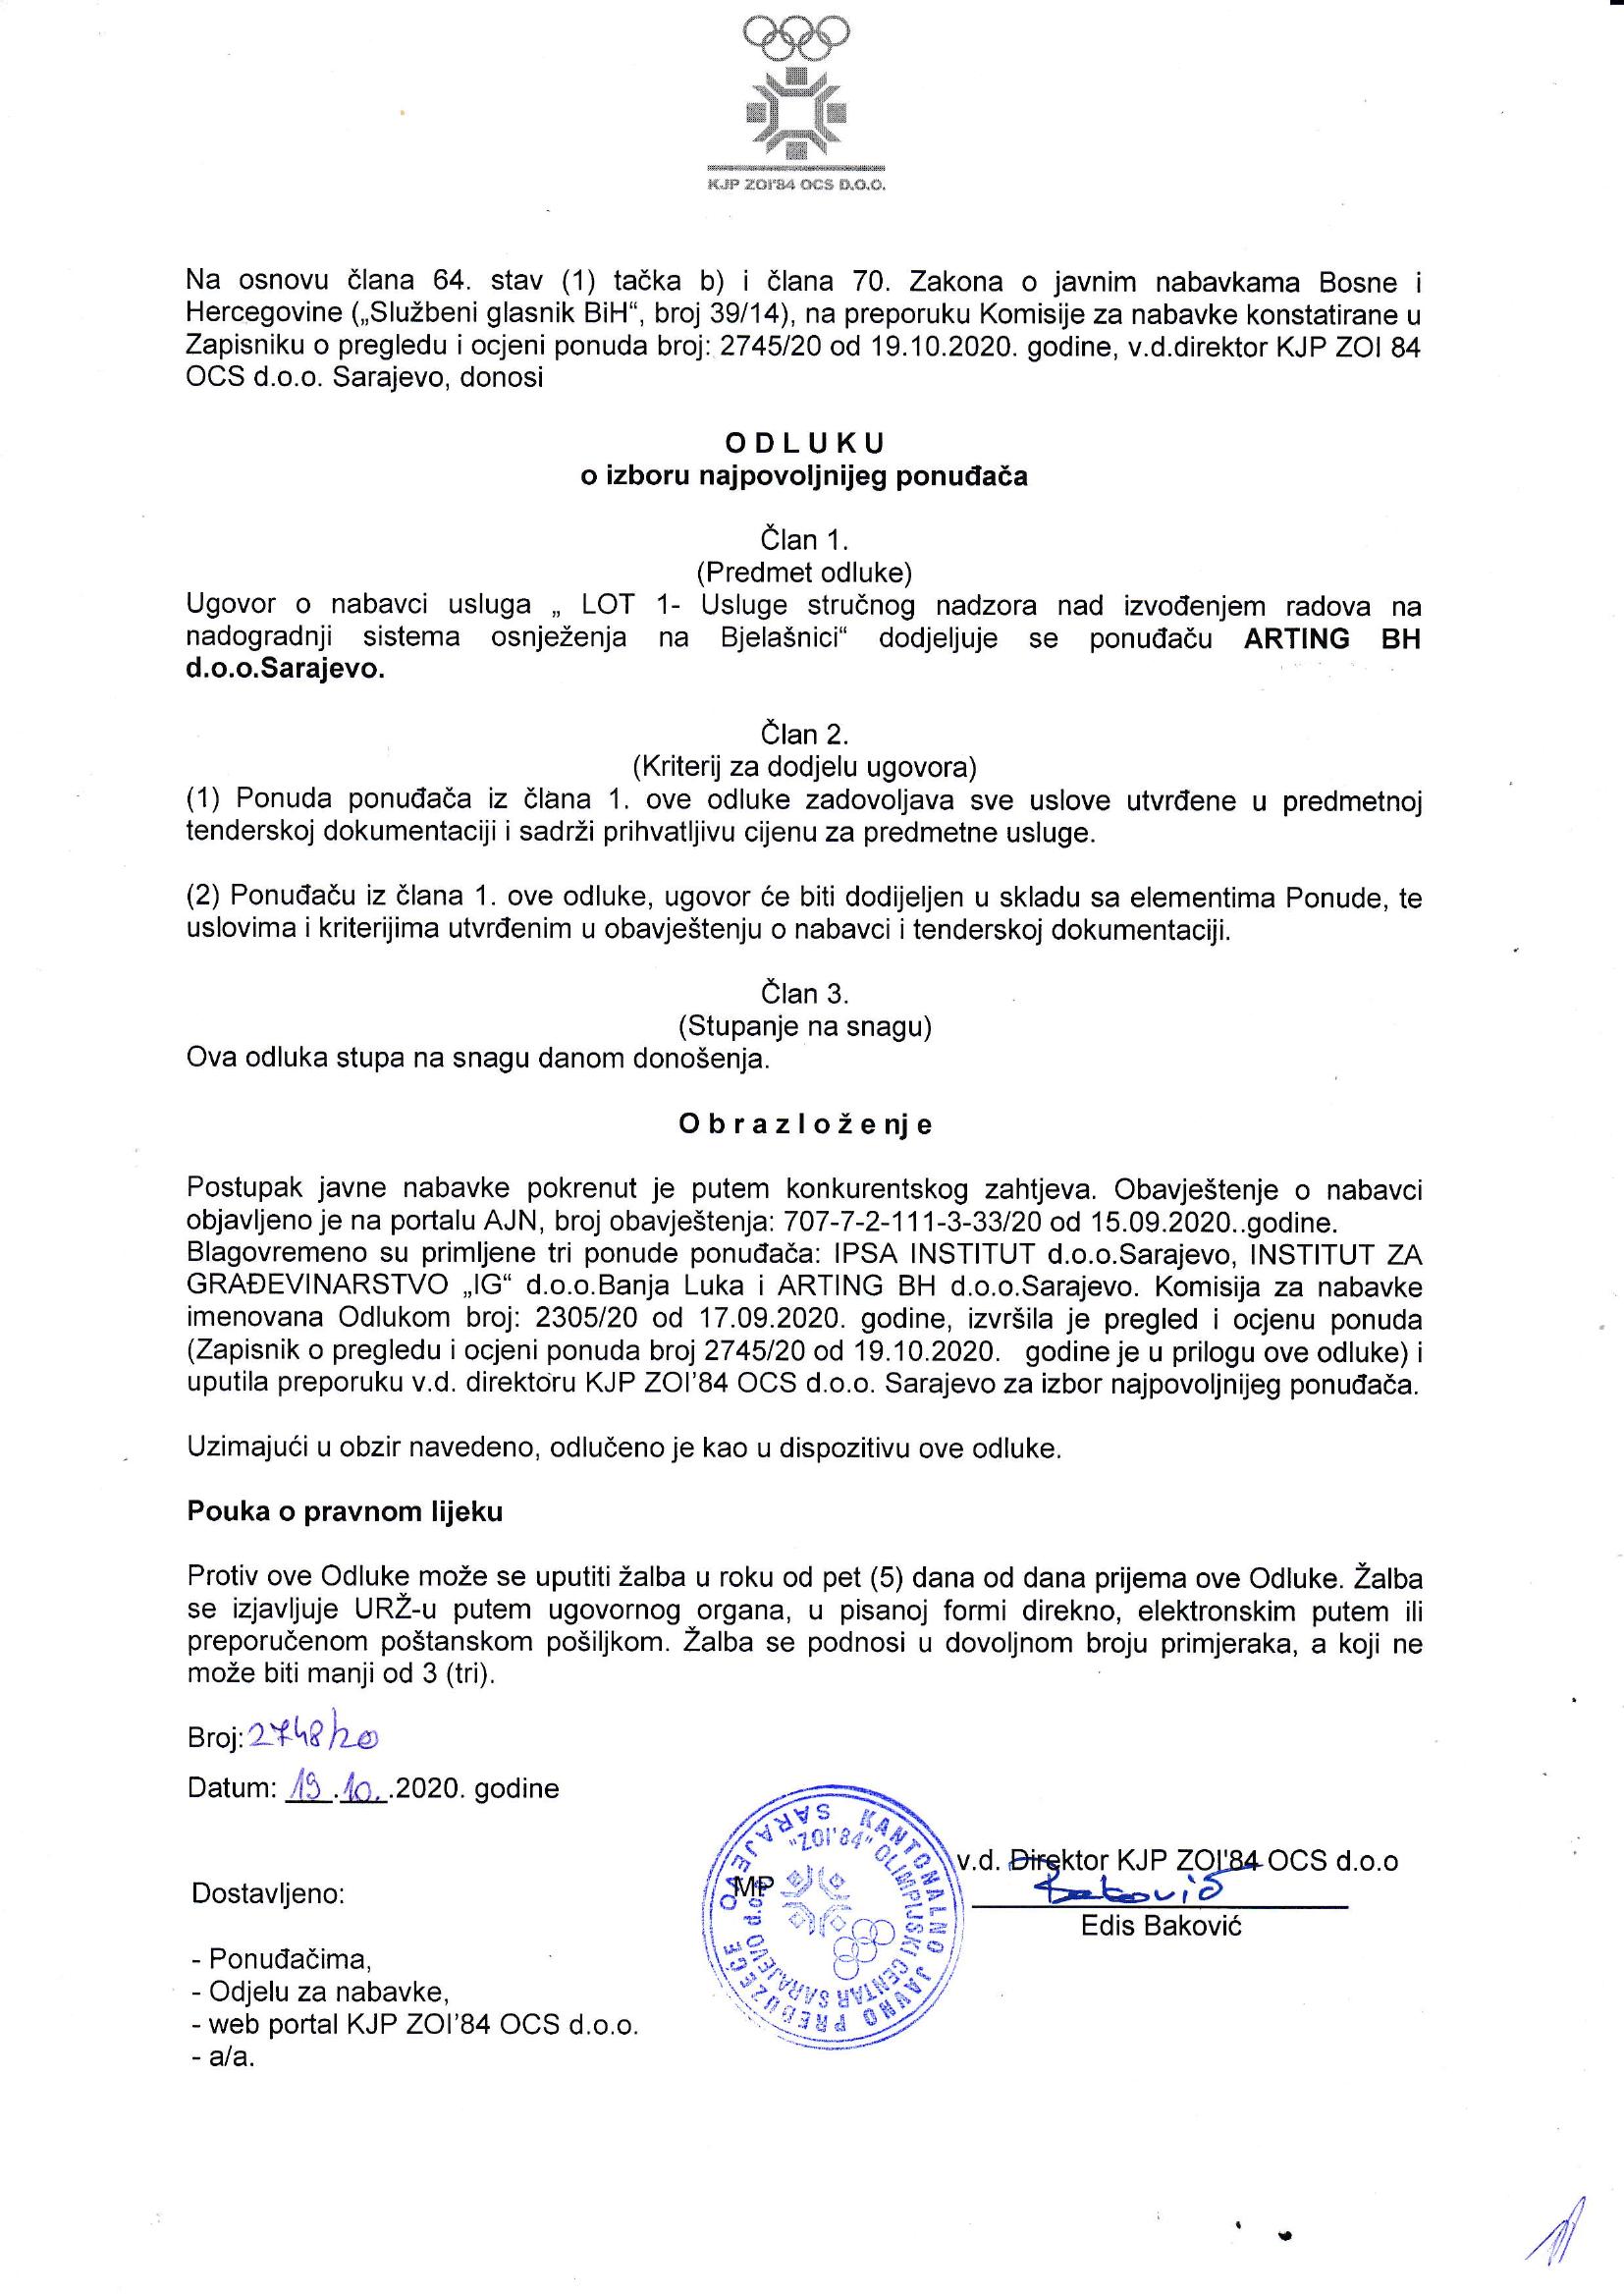 KJP ZOI'84 OCS D.O.O.
Na osnovu člana 64. stav (1) tačka b) i člana 70. Zakona o javnim nabavkama Bosne i
Hercegovine („Službeni glasnik BiH“, broj 39/14), na preporuku Komisije za nabavke konstatirane u
Zapisniku o pregledu i ocjeni ponuda broj: 2745/20 od 19.10.2020. godine, v.d.direktor KJP ZOI 84
OCS d.o.o. Sarajevo, donosi
O D L U K U
o izboru najpovoljnijeg ponuđača
Član 1.
(Predmet odluke)
Ugovor o nabavci usluga „ LOT 1- Usluge stručnog nadzora nad izvođenjem radova na
nadogradnji sistema osnježenja na Bjelašnici“ dodjeljuje se ponuđaču ARTING BH
d.o.o.Sarajevo.
Član 2.
(Kriterij za dodjelu ugovora)
(1) Ponuda ponuđača iz člana 1. ove odluke zadovoljava sve uslove utvrđene u predmetnoj
tenderskoj dokumentaciji i sadrži prihvatljivu cijenu za predmetne usluge.
(2) Ponuđaču iz člana 1. ove odluke, ugovor će biti dodijeljen u skladu sa elementima Ponude, te
uslovima i kriterijima utvrđenim u obavještenju o nabavci i tenderskoj dokumentaciji.
Član 3.
(Stupanje na snagu)
Ova odluka stupa na snagu danom donošenja.
O b r a z l o ž e nj e
Postupak javne nabavke pokrenut je putem konkurentskog zahtjeva. Obavještenje o nabavci
objavljeno je na portalu AJN, broj obavještenja: 707-7-2-111-3-33/20 od 15.09.2020..godine.
Blagovremeno su primljene tri ponude ponuđača: IPSA INSTITUT d.o.o.Sarajevo, INSTITUT ZA
GRAĐEVINARSTVO „IG“ d.o.o.Banja Luka i ARTING BH d.o.o.Sarajevo. Komisija za nabavke
imenovana Odlukom broj: 2305/20 od 17.09.2020. godine, izvršila je pregled i ocjenu ponuda
(Zapisnik o pregledu i ocjeni ponuda broj 2745/20 od 19.10.2020. godine je u prilogu ove odluke) i
uputila preporuku v.d. direktoru KJP ZOI’84 OCS d.o.o. Sarajevo za izbor najpovoljnijeg ponuđača.
Uzimajući u obzir navedeno, odlučeno je kao u dispozitivu ove odluke.
Pouka o pravnom lijeku
Protiv ove Odluke može se uputiti žalba u roku od pet (5) dana od dana prijema ove Odluke. Žalba
se izjavljuje URŽ-u putem ugovornog organa, u pisanoj formi direkno, elektronskim putem ili
preporučenom poštanskom pošiljkom. Žalba se podnosi u dovoljnom broju primjeraka, a koji ne
može biti manji od 3 (tri).
Broj: 2748/20
Datum: 19.10..2020. godine
KANTONALNO JAVNO PREDUZEĆE SARAJEVO
"ZOI'84" OLIMPIJSKI CENTAR SARAJEVO d.o.o.
MP
v.d. Direktor KJP ZOI'84 OCS d.o.o
Baković
Edis Baković
Dostavljeno:
- Ponuđačima,
- Odjelu za nabavke,
- web portal KJP ZOI’84 OCS d.o.o.
- a/a.